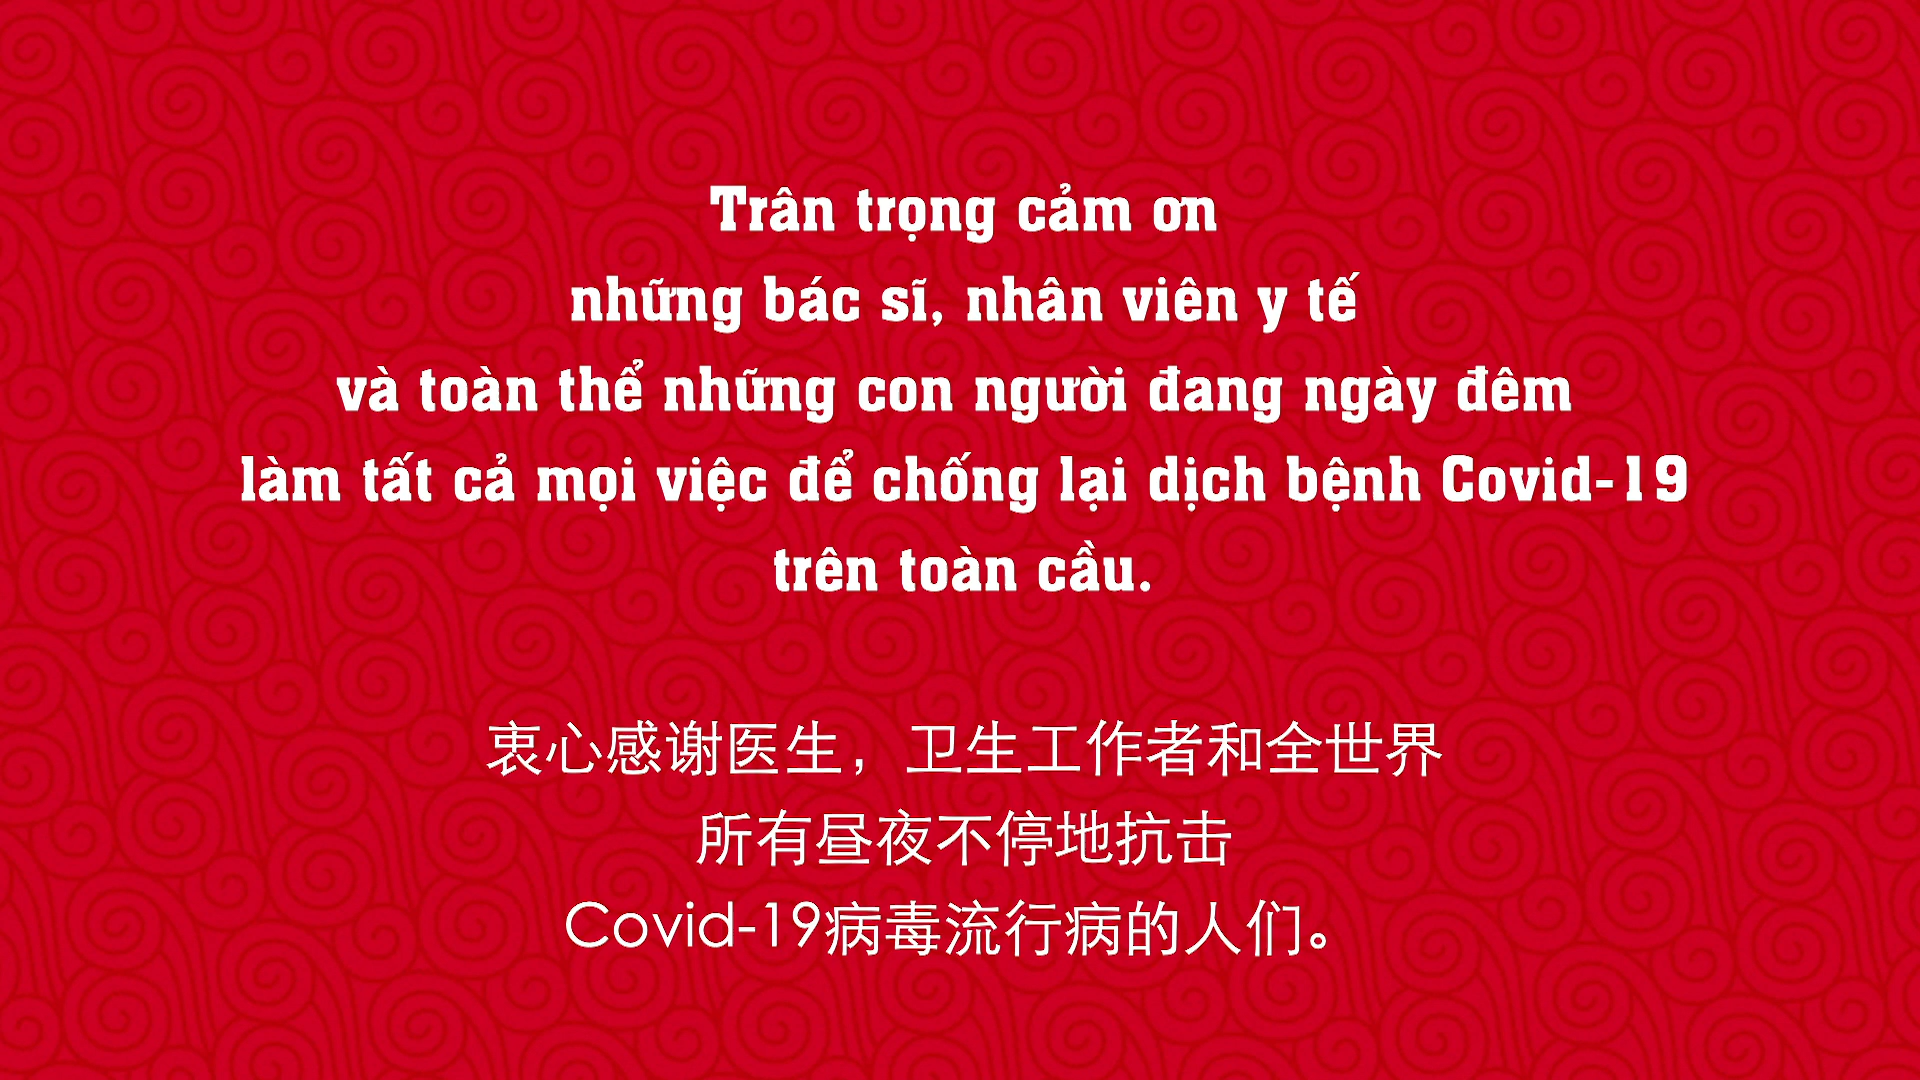 Trân trọng cảm ơn
những bác sĩ, nhân viên y tế
và toàn thể những con người đang ngày đêm
làm tất cả mọi việc để chống lại dịch bệnh Covid-19
trên toàn cầu.
衷心感谢医生，卫生工作者和全世界
所有昼夜不停地抗击
Covid-19病毒流行病的人们。